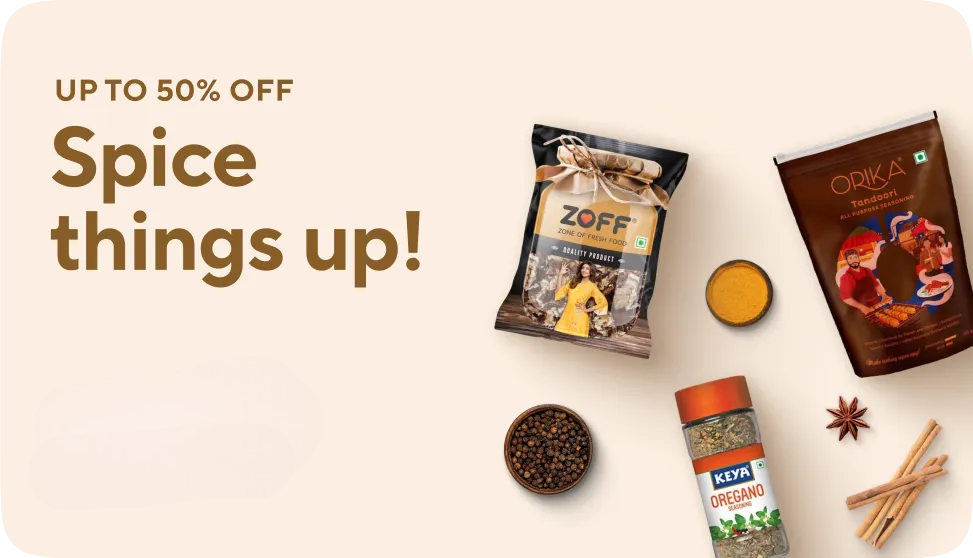 UP TO 50% OFF
Spice
things up!
ZOFF®
ZONE OF FRESH FOOD
QUALITY PRODUCT
ORIKA®
Tandoori
ALL PURPOSE SEASONING
KEYA
OREGANO
SEASONING